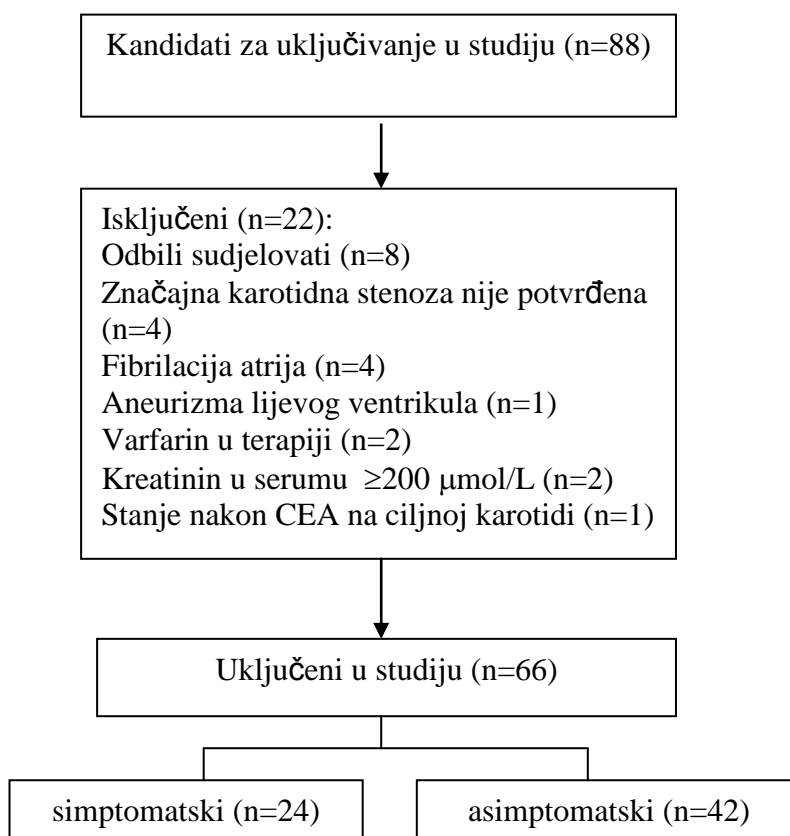 Kandidati za uključivanje u studiju (n=88)
Isključeni (n=22):
Odbili sudjelovati (n=8)
Značajna karotidna stenoza nije potvrđena
(n=4)
Fibrilacija atrija (n=4)
Aneurizma lijevog ventrikula (n=1)
Varfarin u terapiji (n=2)
Kreatinin u serumu ≥200 μmol/L (n=2)
Stanje nakon CEA na ciljnoj karotidi (n=1)
Uključeni u studiju (n=66)
simptomatski (n=24)
asimptomatski (n=42)